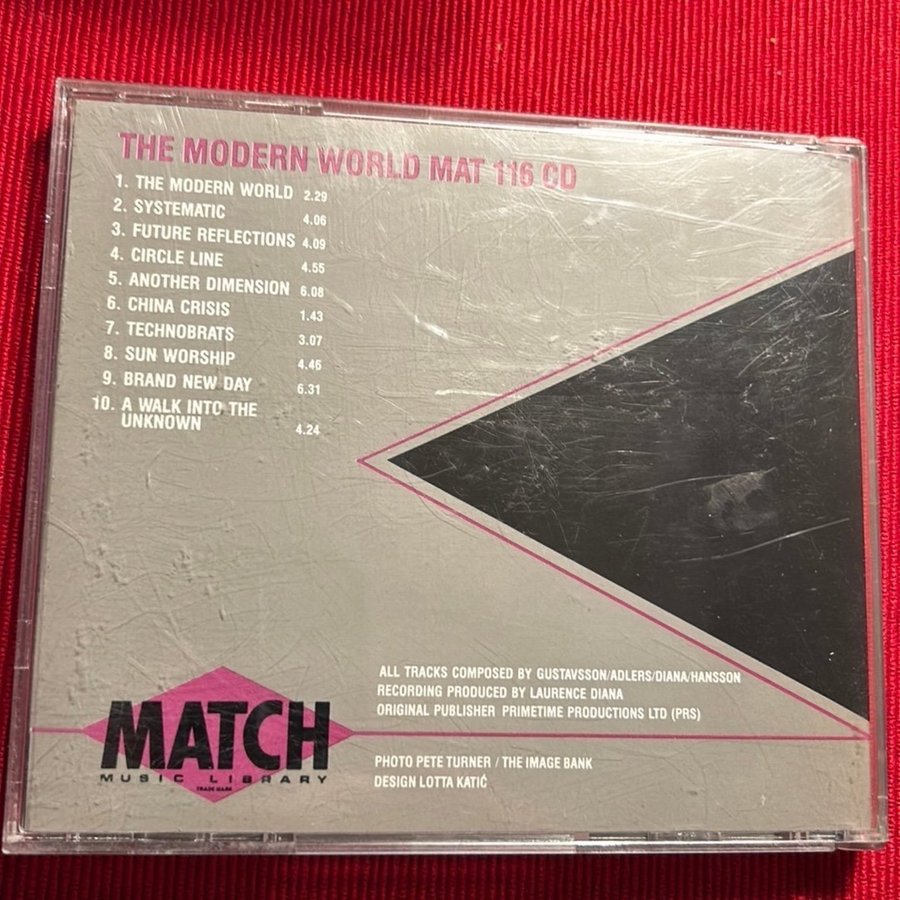 THE MODERN WORLD MAT 116 CD
1. THE MODERN WORLD 2.29
2. SYSTEMATIC 4.06
3. FUTURE REFLECTIONS 4.09
4. CIRCLE LINE 4.55
5. ANOTHER DIMENSION 6.08
6. CHINA CRISIS 1.43
7. TECHNOBRATS 3.07
8. SUN WORSHIP 4.46
9. BRAND NEW DAY 6.31
10. A WALK INTO THE
UNKNOWN 4.24
ALL TRACKS COMPOSED BY GUSTAVSSON/ADLERS/DIANA/HANSSON
RECORDING PRODUCED BY LAURENCE DIANA
ORIGINAL PUBLISHER PRIMETIME PRODUCTIONS LTD (PRS)
MATCH
MUSIC LIBRARY
TRADE MARK
PHOTO PETE TURNER / THE IMAGE BANK
DESIGN LOTTA KATIĆ